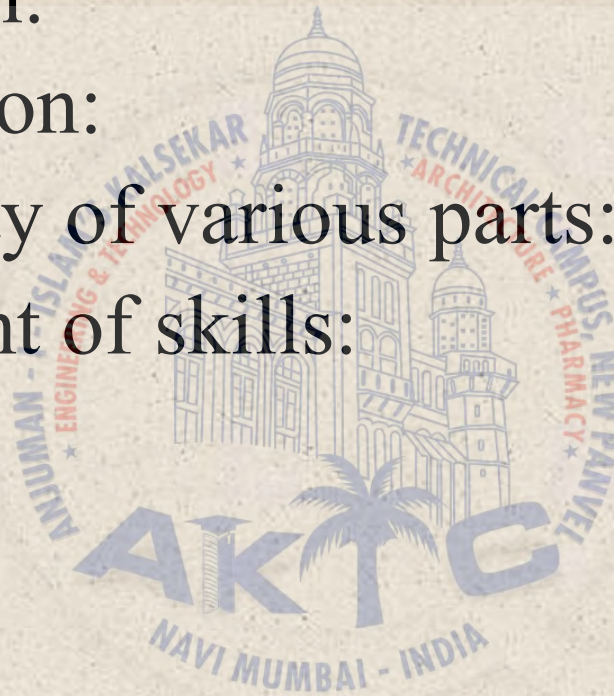 on:
y of various parts:
nt of skills:
ANJUMAN - I - ISLAM KALSEKAR TECHNICAL CAMPUS, NEW PANVEL
ENGINEERING & TECHNOLOGY ★ ★ ARCHITECTURE ★ PHARMACY ★
AKTC
NAVI MUMBAI - INDIA